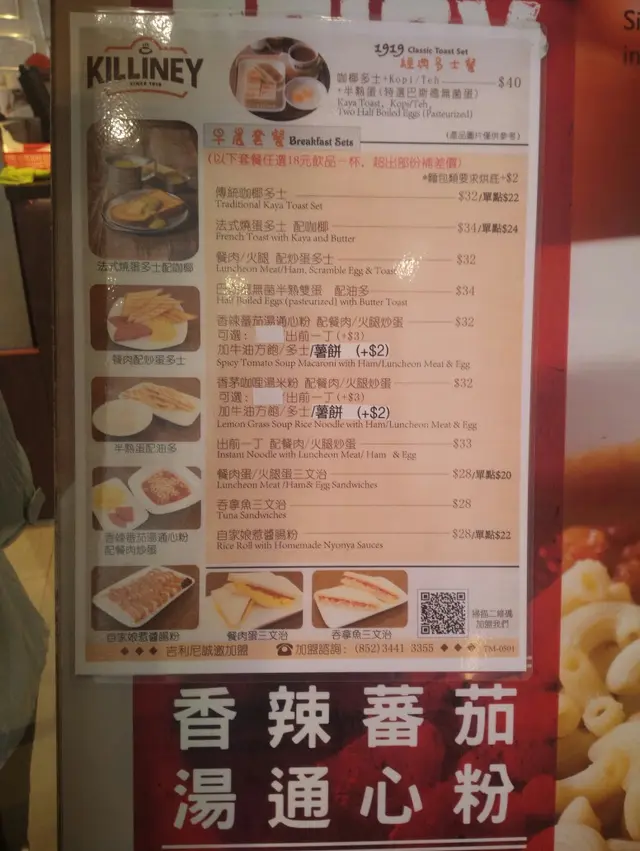 KILLINEY
SINCE 1919
1919 Classic Toast Set
經典多士餐
咖椰多士+Kopi/Teh $40
+半熟蛋(特選巴斯德無菌蛋)
Kaya Toast, Kopi/Teh,
Two Half Boiled Eggs (Pasteurized)
早晨套餐 Breakfast Sets
(產品圖片僅供參考)
(以下套餐任選18元飲品一杯, 超出部份補差價)
*麵包類要求烘底+$2
傳統咖椰多士 $32/單點$22
Traditional Kaya Toast Set
法式燒蛋多士 配咖椰 $34/單點$24
French Toast with Kaya and Butter
餐肉/火腿 配炒蛋多士 $32
Luncheon Meat/Ham, Scramble Egg & Toast
無菌半熟雙蛋 配油多 $34
Half Boiled Eggs (pasteurized) with Butter Toast
香辣蕃茄湯通心粉 配餐肉/火腿炒蛋 $32
可選: 出前一丁 (+$3)
加牛油方飽/多士/薯餅 (+$2)
Spicy Tomato Soup Macaroni with Ham/Luncheon Meat & Egg
香茅咖喱湯米粉 配餐肉/火腿炒蛋 $32
可選: 出前一丁 (+$3)
加牛油方飽/多士/薯餅 (+$2)
Lemon Grass Soup Rice Noodle with Ham/Luncheon Meat & Egg
出前一丁 配餐肉/火腿炒蛋 $33
Instant Noodle with Luncheon Meat/ Ham & Egg
餐肉蛋/火腿蛋三文治 $28/單點$20
Luncheon Meat /Ham& Egg Sandwiches
吞拿魚三文治 $28
Tuna Sandwiches
自家娘惹醬腸粉 $28/單點$22
Rice Roll with Homemade Nyonya Sauces
法式燒蛋多士配咖椰
餐肉配炒蛋多士
半熟蛋配油多
香辣蕃茄湯通心粉
配餐肉炒蛋
自家娘惹醬腸粉
餐肉蛋三文治
吞拿魚三文治
掃描二維碼
加盟我們
吉利尼誠邀加盟 ☎加盟諮詢: (852)3441 3355
TM-0501
香辣蕃茄
湯通心粉